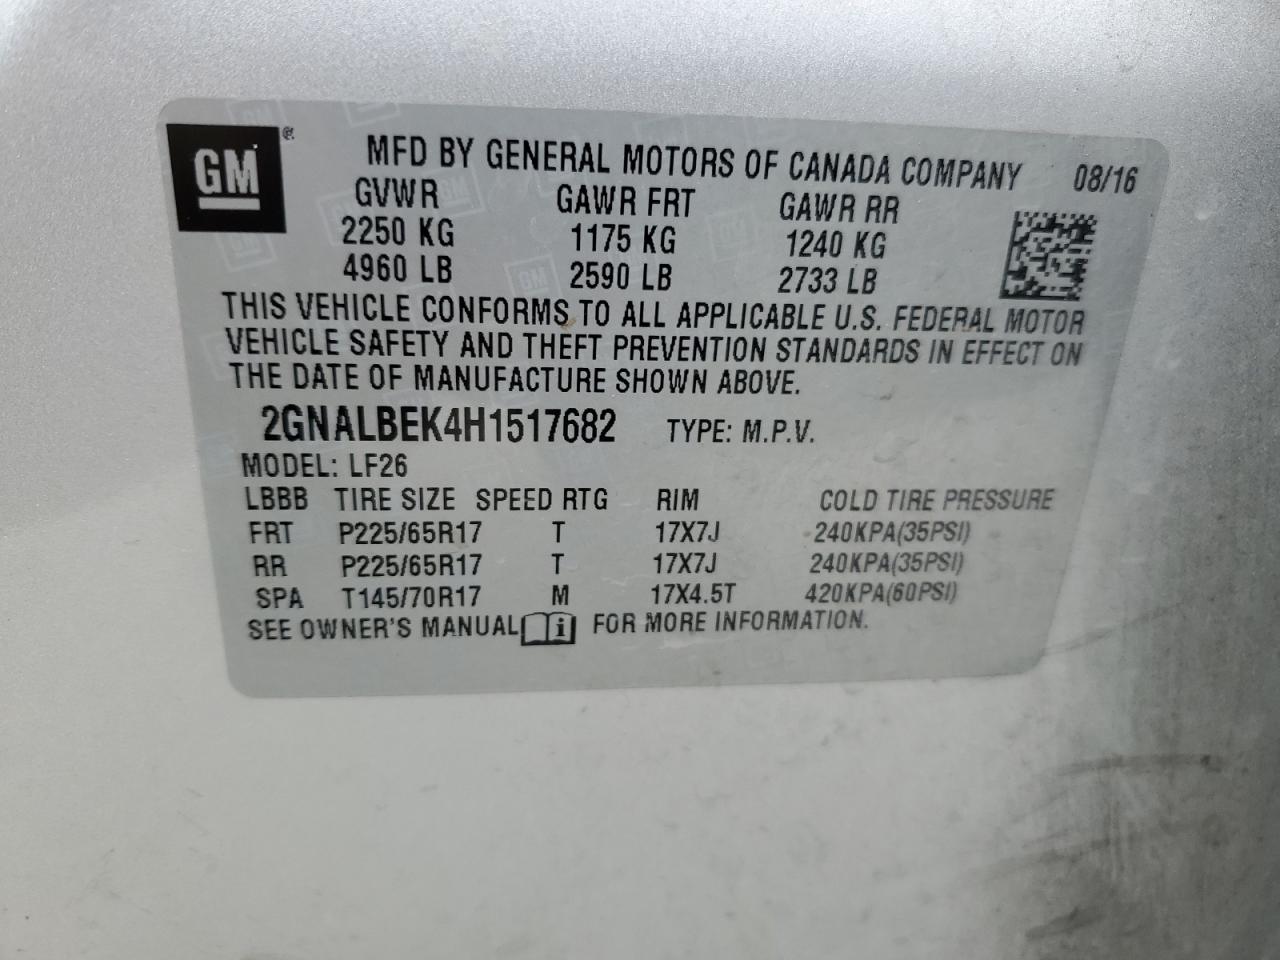 GM ® MFD BY GENERAL MOTORS OF CANADA COMPANY 08/16
GVWR GAWR FRT GAWR RR
2250 KG 1175 KG 1240 KG
4960 LB 2590 LB 2733 LB
THIS VEHICLE CONFORMS TO ALL APPLICABLE U.S. FEDERAL MOTOR
VEHICLE SAFETY AND THEFT PREVENTION STANDARDS IN EFFECT ON
THE DATE OF MANUFACTURE SHOWN ABOVE.
2GNALBEK4H1517682 TYPE: M.P.V.
MODEL: LF26
LBBB TIRE SIZE SPEED RTG RIM COLD TIRE PRESSURE
FRT P225/65R17 T 17X7J 240KPA(35PSI)
RR P225/65R17 T 17X7J 240KPA(35PSI)
SPA T145/70R17 M 17X4.5T 420KPA(60PSI)
SEE OWNER'S MANUAL i FOR MORE INFORMATION.